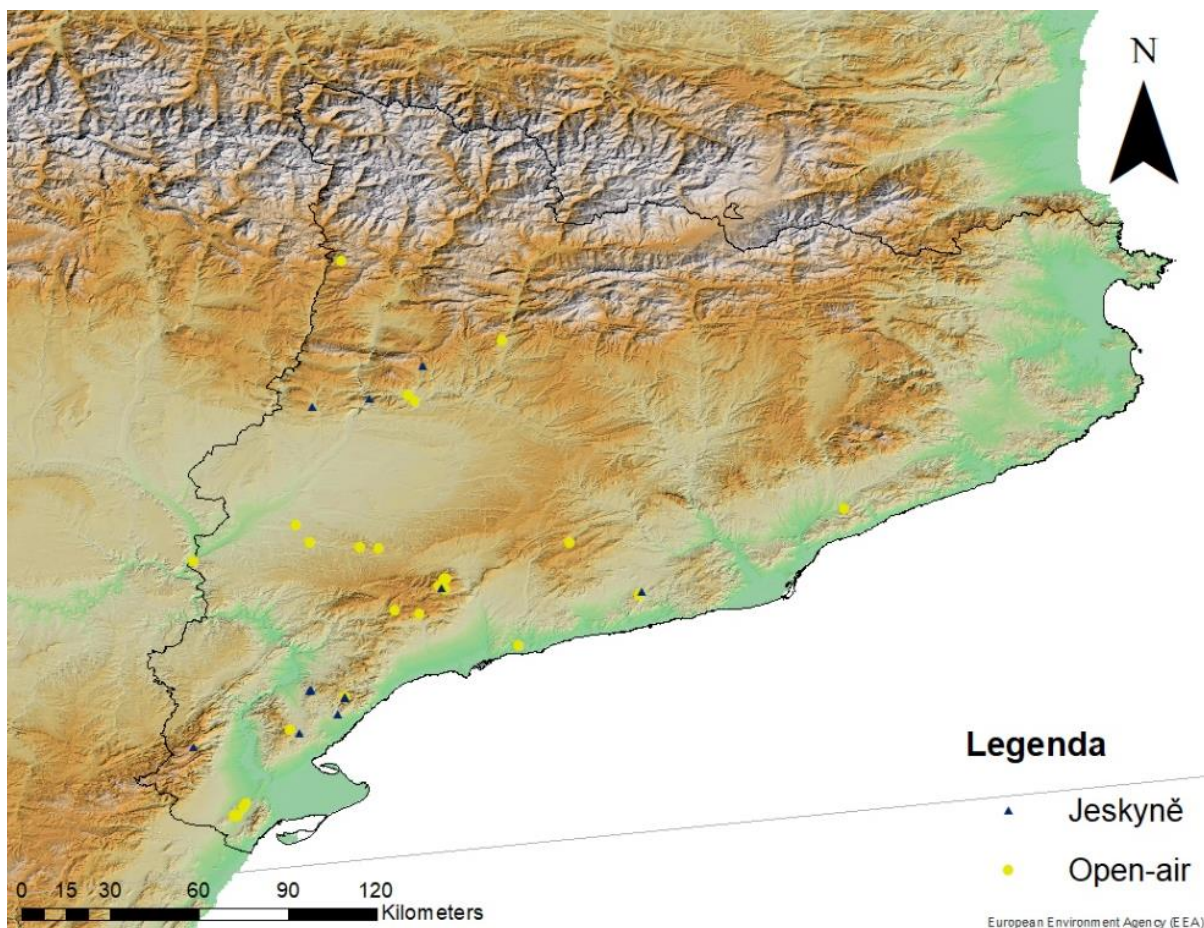 N
Legenda
Jeskyně
Open-air
0 15 30 60 90 120
Kilometers
European Environment Agency (EEA)